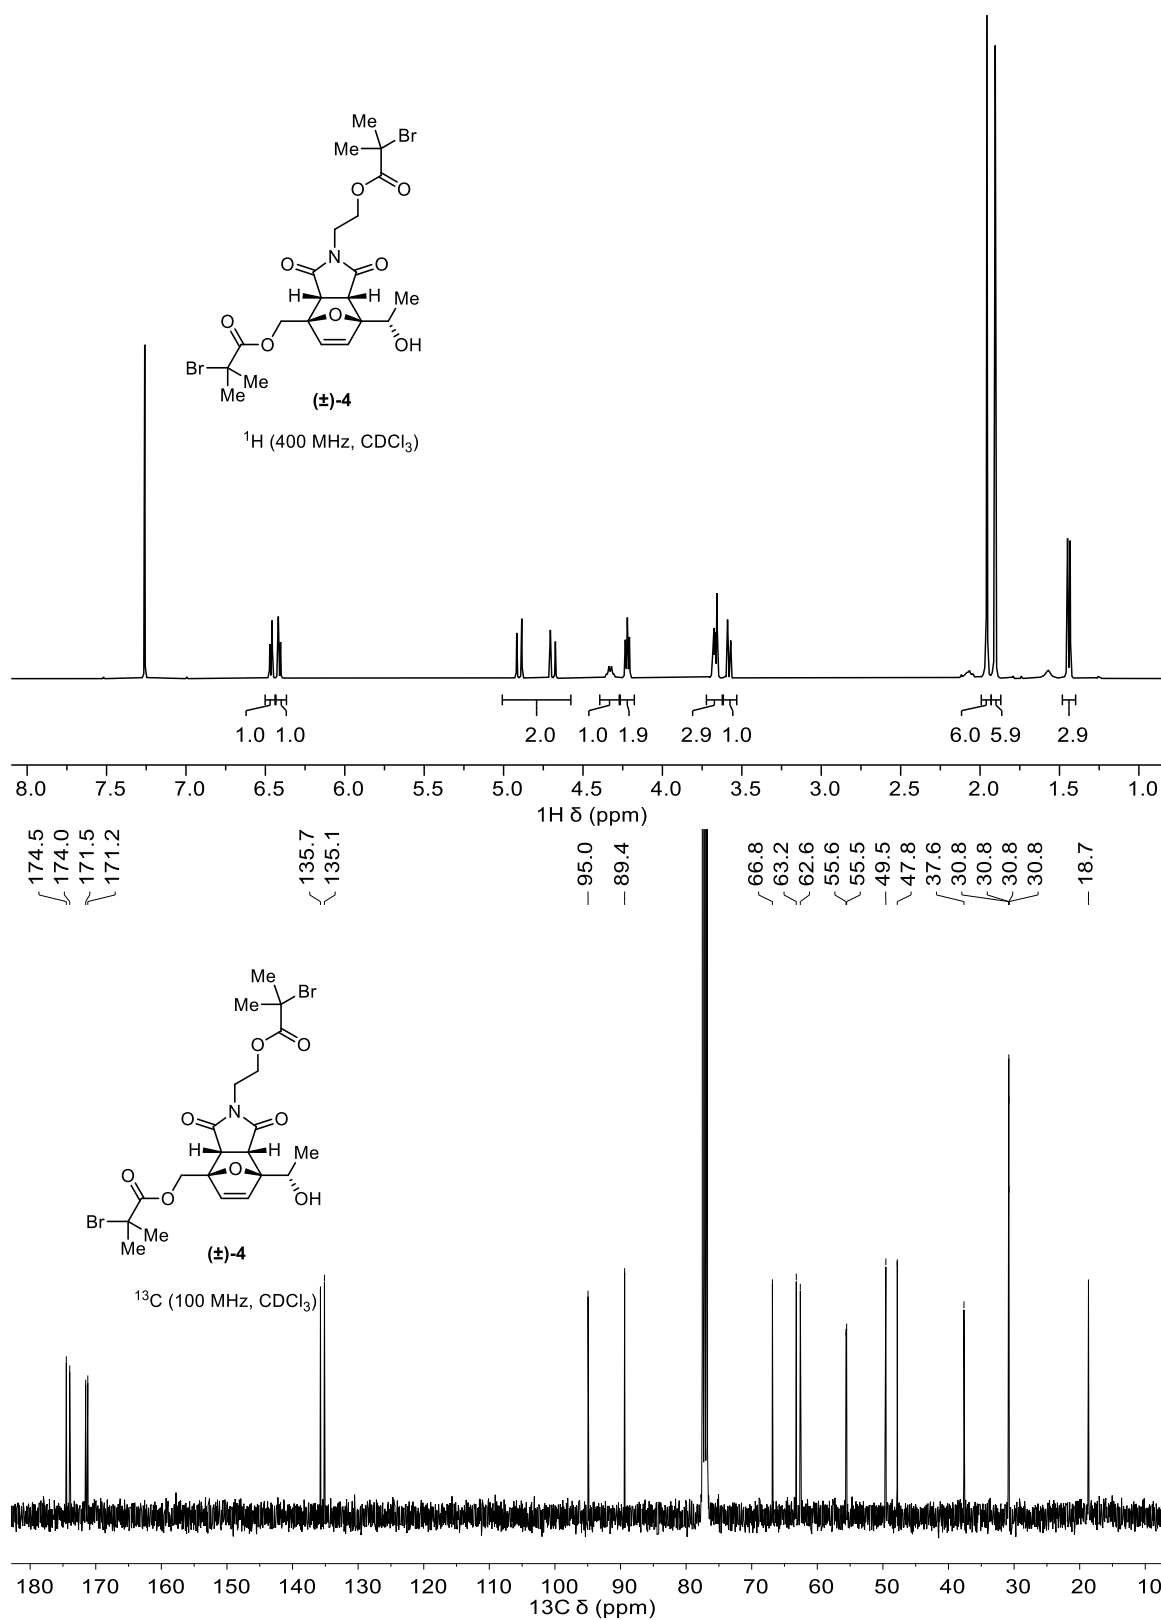 Me
Br
Me
O
O
N
O
O
H
H
Me
O
O
O
OH
Br
Me
Me
(±)-4
¹H (400 MHz, CDCl₃)
1.0 1.0 2.0 1.0 1.9 2.9 1.0 6.0 5.9 2.9
8.0 7.5 7.0 6.5 6.0 5.5 5.0 4.5 4.0 3.5 3.0 2.5 2.0 1.5 1.0
1H δ (ppm)
174.5
174.0
171.5
171.2
135.7
135.1
95.0
89.4
66.8
63.2
62.6
55.6
55.5
49.5
47.8
37.6
30.8
30.8
30.8
30.8
18.7
Me
Br
Me
O
O
N
O
O
H
H
Me
O
O
O
OH
Br
Me
Me
(±)-4
¹³C (100 MHz, CDCl₃)
180 170 160 150 140 130 120 110 100 90 80 70 60 50 40 30 20 10
13C δ (ppm)